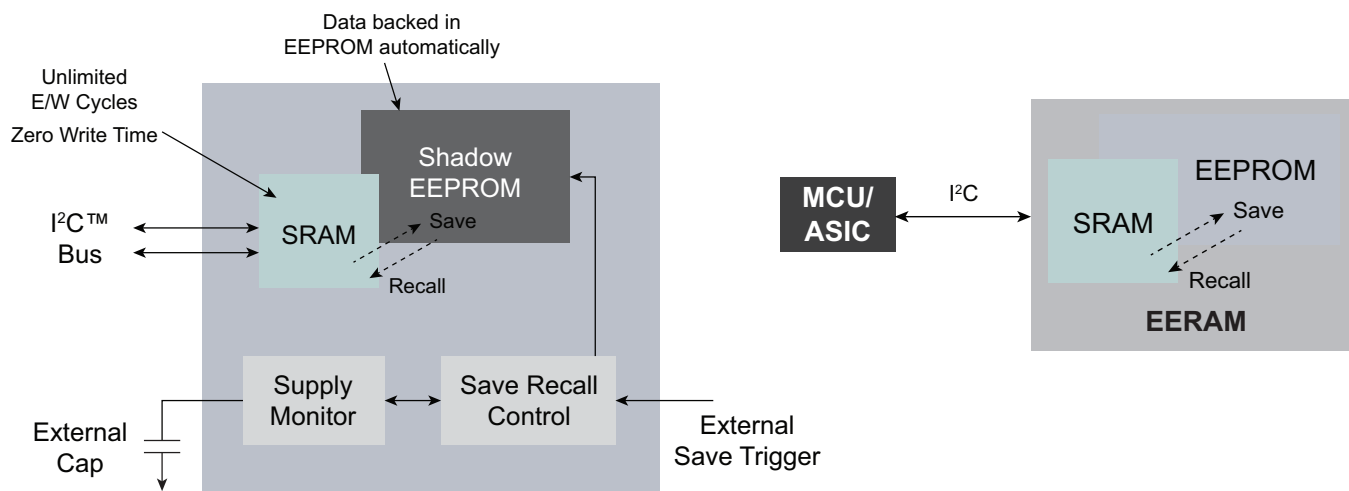 Data backed in
EEPROM automatically
Unlimited
E/W Cycles
Zero Write Time
Shadow
EEPROM
I²C™
Bus
SRAM
Save
Recall
Supply
Monitor
Save Recall
Control
External
Cap
External
Save Trigger
MCU/
ASIC
I²C
EEPROM
SRAM
Save
Recall
EERAM